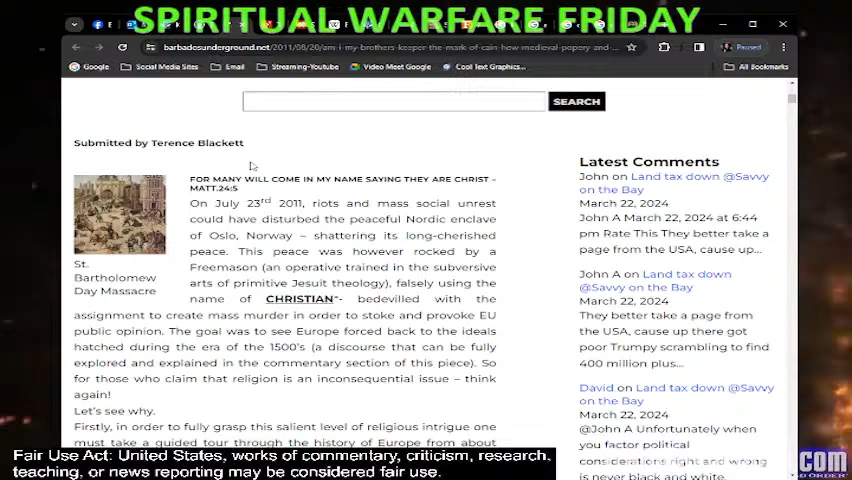 SPIRITUAL WARFARE FRIDAY
barbadosunderground.net/2011/08/20/am-i-my-brothers-keeper-the-mark-of-cain-how-medieval-popery-and-...
Paused
Google
Social Media Sites
Email
Streaming-Youtube
Video Meet Google
Cool Text Graphics...
All Bookmarks
SEARCH
Submitted by Terence Blackett
St.
Bartholomew
Day Massacre
FOR MANY WILL COME IN MY NAME SAYING THEY ARE CHRIST –
MATT.24:5
On July 23rd 2011, riots and mass social unrest
could have disturbed the peaceful Nordic enclave
of Oslo, Norway – shattering its long-cherished
peace. This peace was however rocked by a
Freemason (an operative trained in the subversive
arts of primitive Jesuit theology), falsely using the
name of CHRISTIAN"- bedevilled with the
assignment to create mass murder in order to stoke and provoke EU
public opinion. The goal was to see Europe forced back to the ideals
hatched during the era of the 1500's (a discourse that can be fully
explored and explained in the commentary section of this piece). So
for those who claim that religion is an inconsequential issue – think
again!
Let's see why.
Firstly, in order to fully grasp this salient level of religious intrigue one
must take a guided tour through the history of Europe from about
Latest Comments
John on Land tax down @Savvy
on the Bay
March 22, 2024
John A March 22, 2024 at 6:44
pm Rate This They better take a
page from the USA, cause up...
John A on Land tax down
@Savvy on the Bay
March 22, 2024
They better take a page from
the USA, cause up there got
poor Trumpy scrambling to find
400 million plus...
David on Land tax down @Savvy
on the Bay
March 22, 2024
@John A Unfortunately when
you factor political
considerations right and wrong
is never black and white.
Fair Use Act: United States, works of commentary, criticism, research,
teaching, or news reporting may be considered fair use.
COM
D ORDER